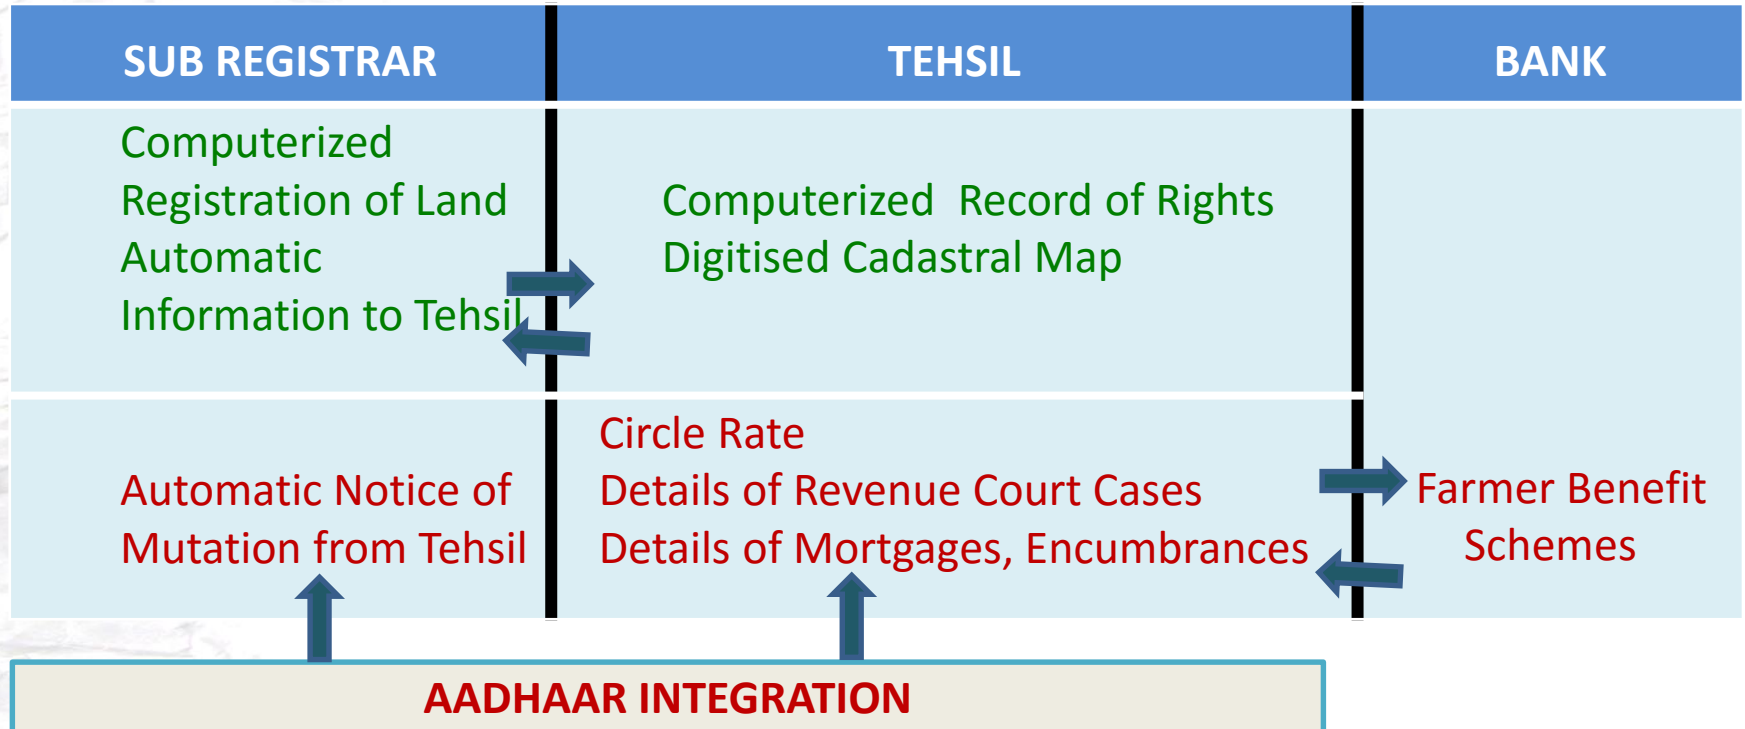 SUB REGISTRAR
TEHSIL
BANK
Computerized
Registration of Land
Automatic
Information to Tehsil
Computerized  Record of Rights
Digitised Cadastral Map
Automatic Notice of
Mutation from Tehsil
Circle Rate
Details of Revenue Court Cases
Details of Mortgages, Encumbrances
Farmer Benefit
Schemes
AADHAAR INTEGRATION